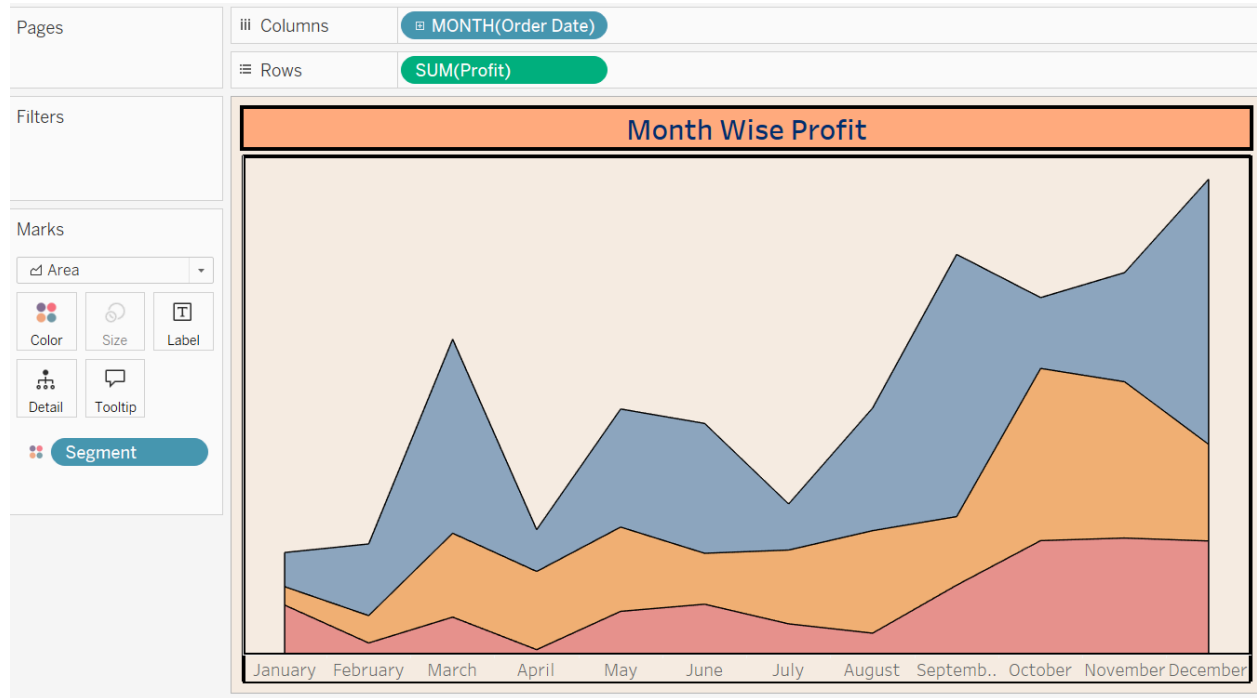 Pages
Columns
MONTH(Order Date)
Rows
SUM(Profit)
Filters
Marks
Area
Color
Size
Label
Detail
Tooltip
Segment
Month Wise Profit
January February March April May June July August Septemb.. October November December